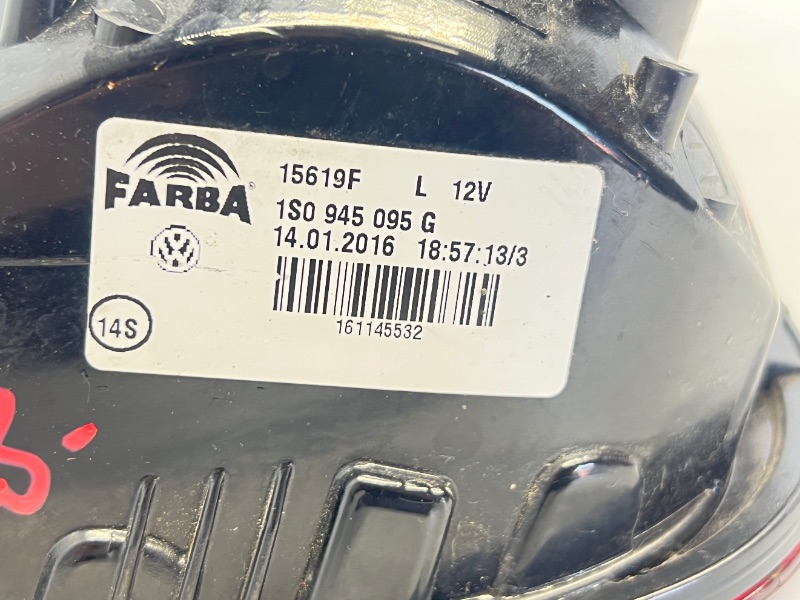 FARBA
15619F L 12V
1S0 945 095 G
14.01.2016 18:57:13/3
161145532
14S